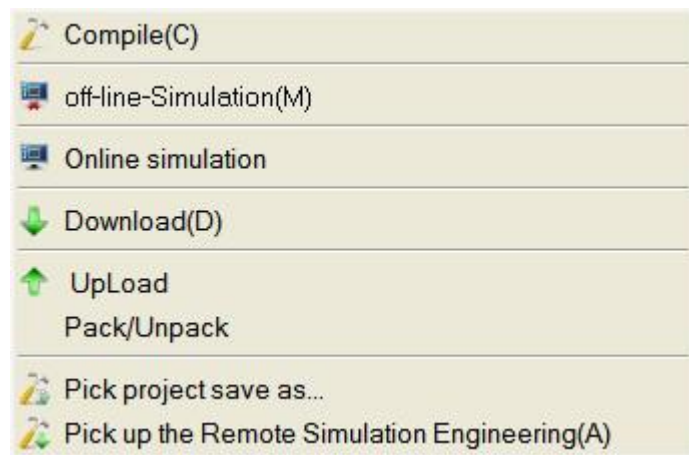 Compile(C)
off-line-Simulation(M)
Online simulation
Download(D)
UpLoad
Pack/Unpack
Pick project save as...
Pick up the Remote Simulation Engineering(A)